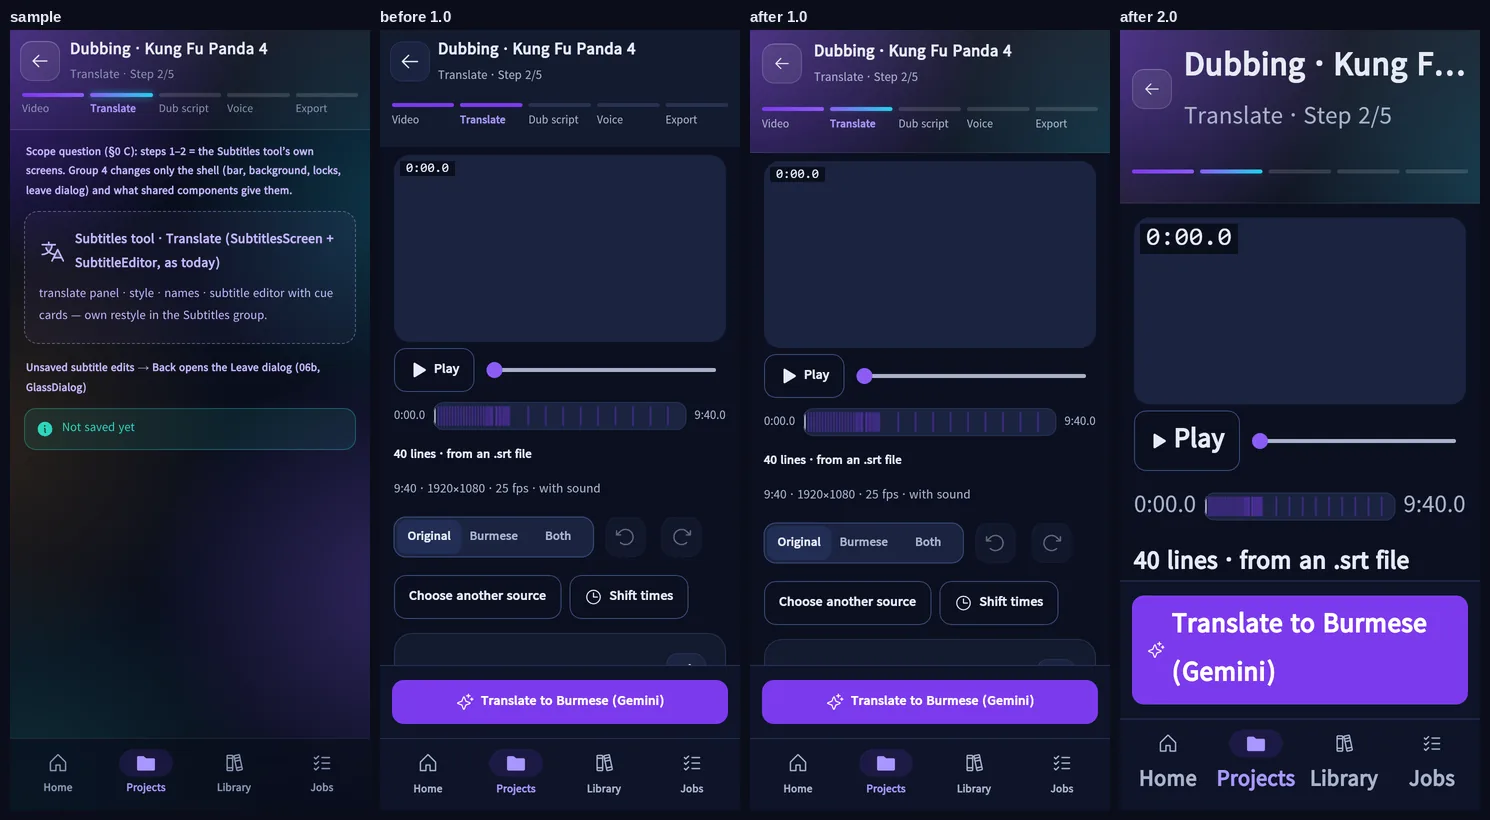 sample
Dubbing · Kung Fu Panda 4
Translate · Step 2/5
Video Translate Dub script Voice Export
Scope question (§0 C): steps 1–2 = the Subtitles tool's own
screens. Group 4 changes only the shell (bar, background, locks,
leave dialog) and what shared components give them.
Subtitles tool · Translate (SubtitlesScreen +
SubtitleEditor, as today)
translate panel · style · names · subtitle editor with cue
cards — own restyle in the Subtitles group.
Unsaved subtitle edits → Back opens the Leave dialog (06b,
GlassDialog)
Not saved yet
Home Projects Library Jobs
before 1.0
Dubbing · Kung Fu Panda 4
Translate · Step 2/5
Video Translate Dub script Voice Export
0:00.0
Play
0:00.0 9:40.0
40 lines · from an .srt file
9:40 · 1920×1080 · 25 fps · with sound
Original Burmese Both
Choose another source Shift times
Translate to Burmese (Gemini)
Home Projects Library Jobs
after 1.0
Dubbing · Kung Fu Panda 4
Translate · Step 2/5
Video Translate Dub script Voice Export
0:00.0
Play
0:00.0 9:40.0
40 lines · from an .srt file
9:40 · 1920×1080 · 25 fps · with sound
Original Burmese Both
Choose another source Shift times
Translate to Burmese (Gemini)
Home Projects Library Jobs
after 2.0
Dubbing · Kung F...
Translate · Step 2/5
0:00.0
Play
0:00.0 9:40.0
40 lines · from an .srt file
Translate to Burmese
(Gemini)
Home Projects Library Jobs